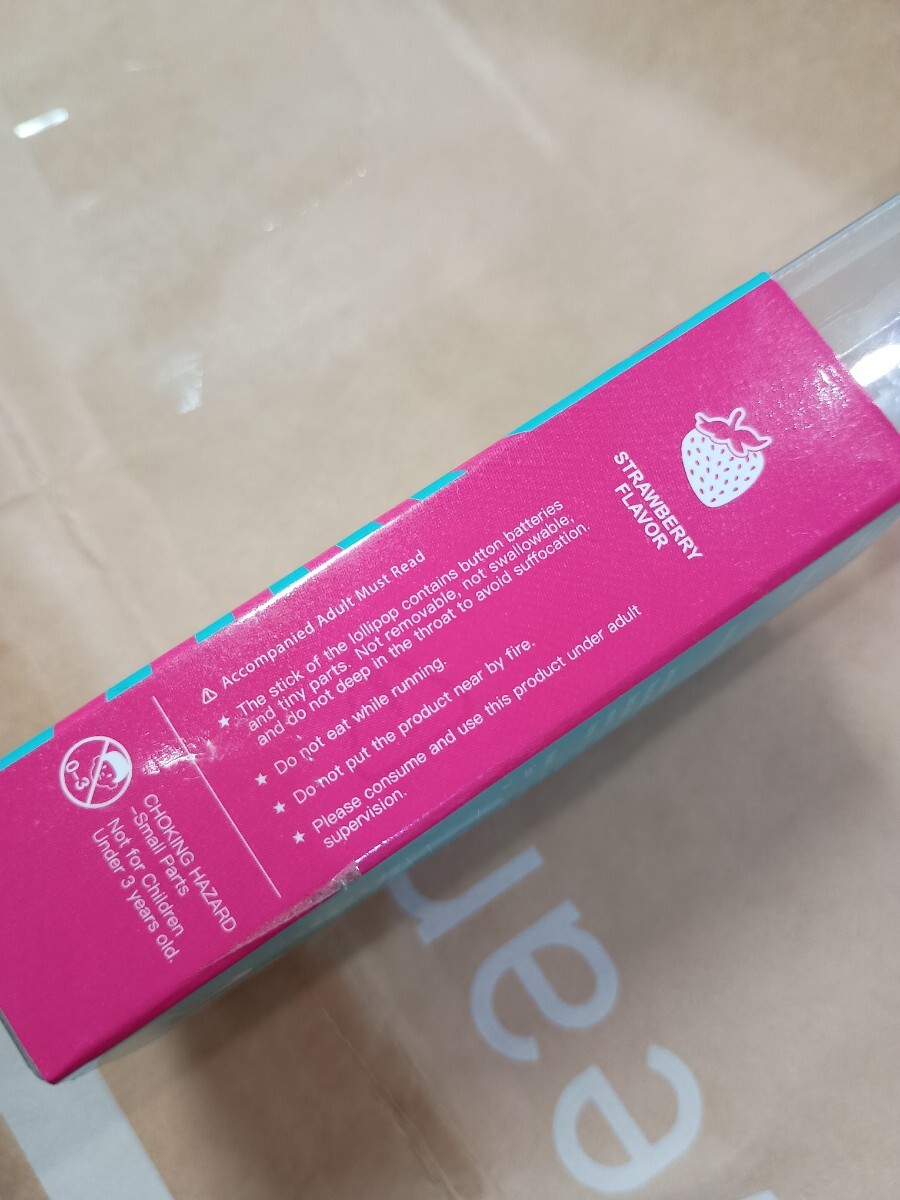 STRAWBERRY
FLAVOR
⚠ Accompanied Adult Must Read
★ The stick of the lollipop contains button batteries
and tiny parts. Not removable, not swallowable,
and do not deep in the throat to avoid suffocation.
★ Do not eat while running.
★ Do not put the product near by fire.
★ Please consume and use this product under adult
supervision.
0-3
CHOKING HAZARD
-Small Parts
Not for Children
Under 3 years old.